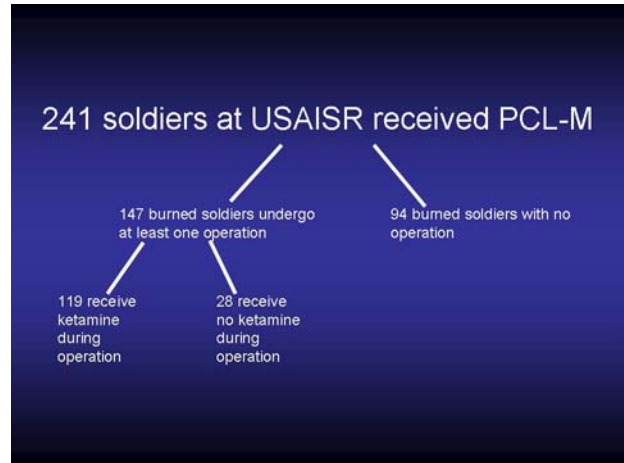 241 soldiers at USAISR received PCL-M
147 burned soldiers undergo
at least one operation
94 burned soldiers with no
operation
119 receive
ketamine
during
operation
28 receive
no ketamine
during
operation